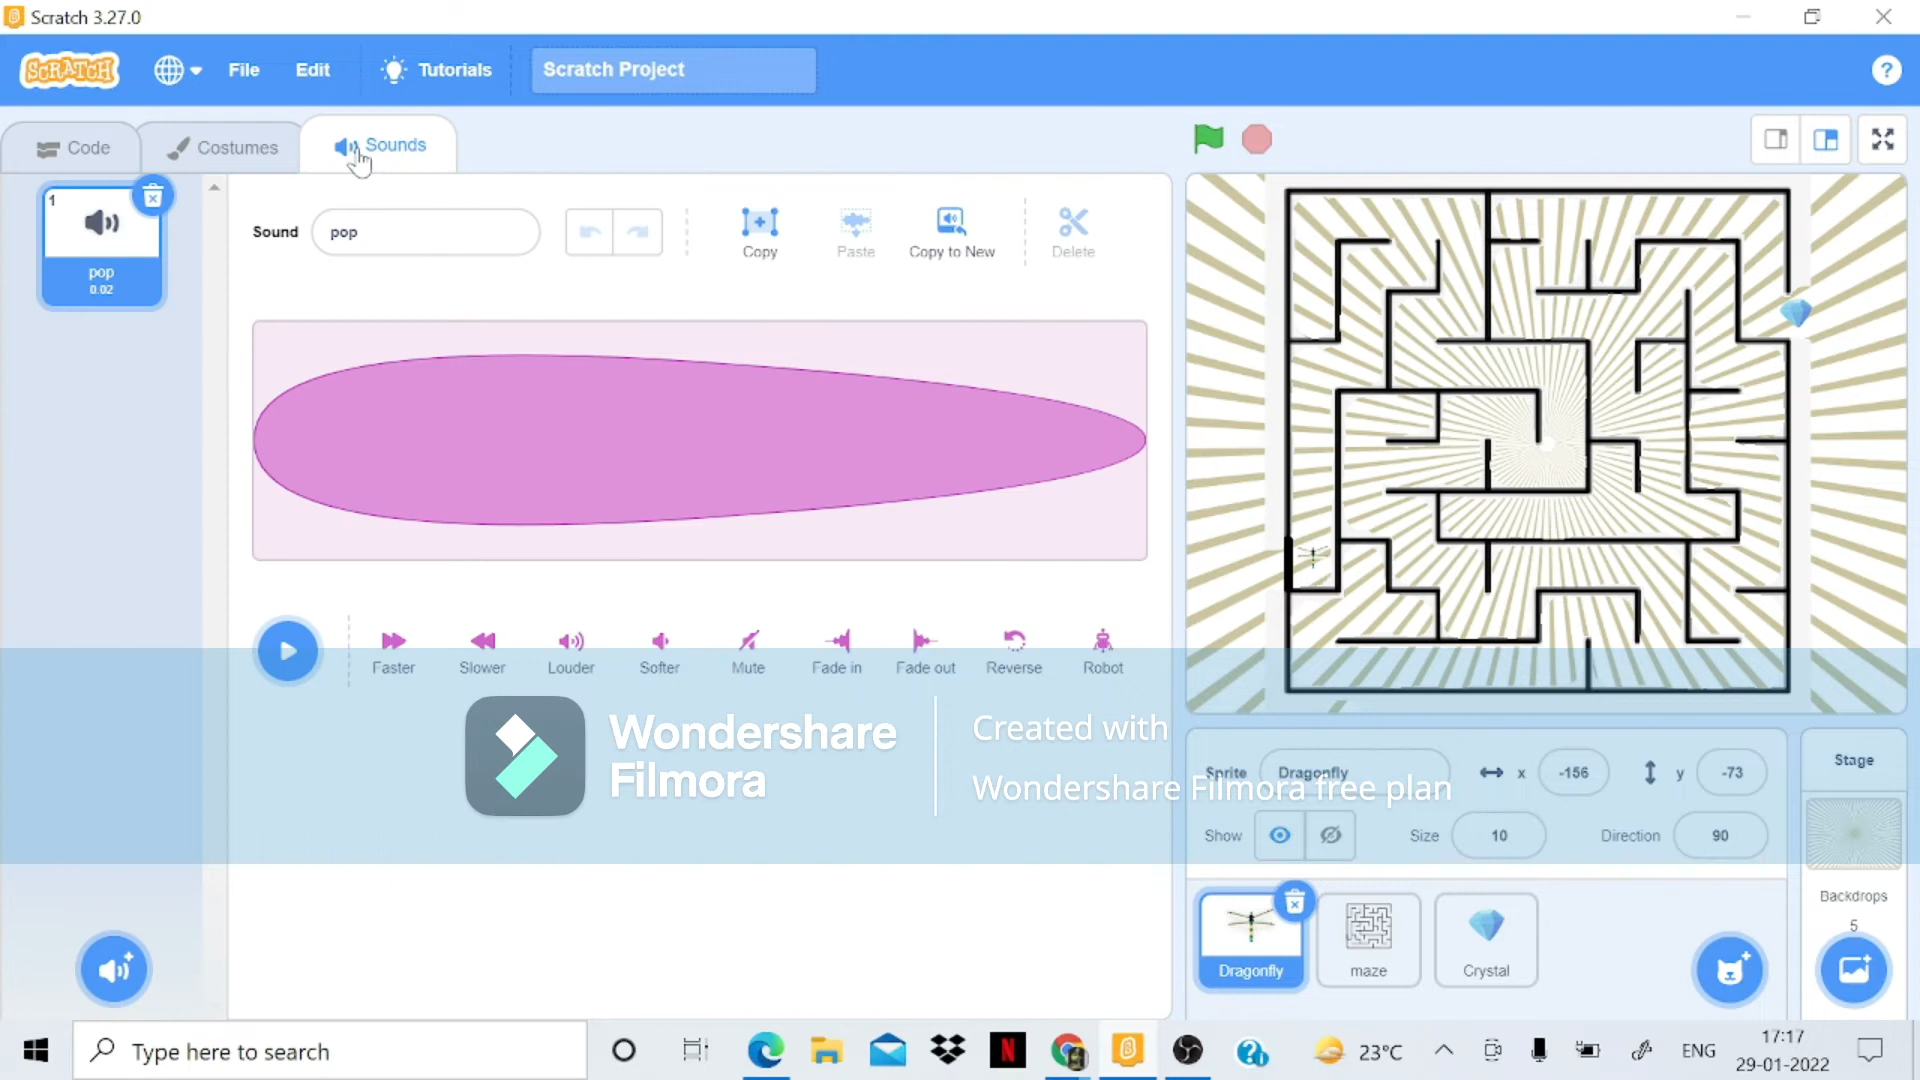 Scratch 3.27.0
SCRATCH
File
Edit
Tutorials
Scratch Project
?
Code
Costumes
Sounds
1
pop
0.02
Sound
pop
Copy
Paste
Copy to New
Delete
Faster
Slower
Louder
Softer
Mute
Fade in
Fade out
Reverse
Robot
Wondershare
Filmora
Created with
Wondershare Filmora free plan
Sprite
Dragonfly
x
-156
y
-73
Show
Size
10
Direction
90
Stage
Backdrops
5
Dragonfly
maze
Crystal
Type here to search
N
23°C
ENG
17:17
29-01-2022